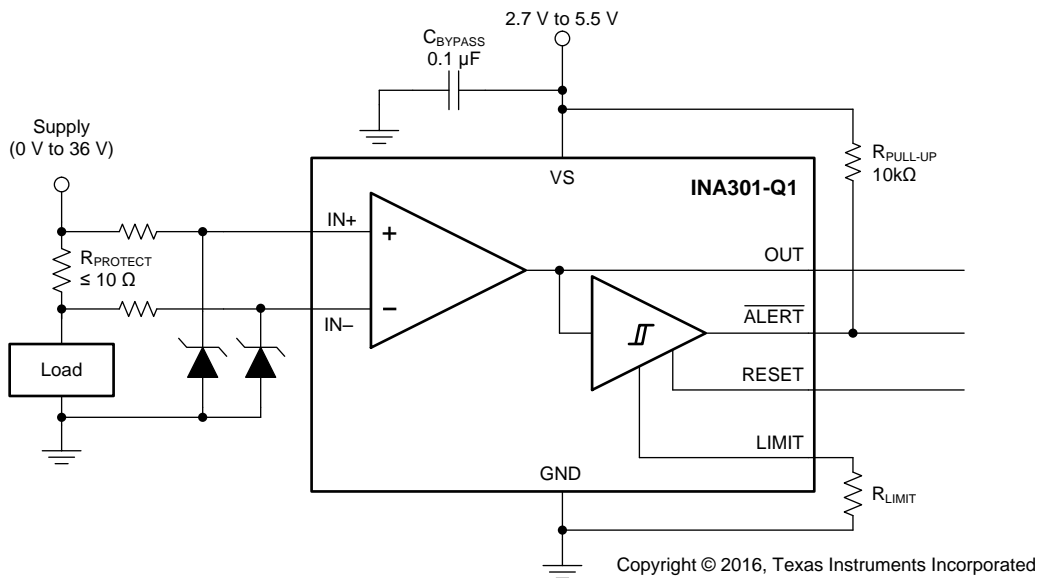 2.7 V to 5.5 V
CBYPASS
0.1 µF
Supply
(0 V to 36 V)
RPULL-UP
10kΩ
VS
INA301-Q1
IN+
+
OUT
RPROTECT
≤ 10 Ω
IN–
–
ALERT
Load
RESET
LIMIT
GND
RLIMIT
Copyright © 2016, Texas Instruments Incorporated